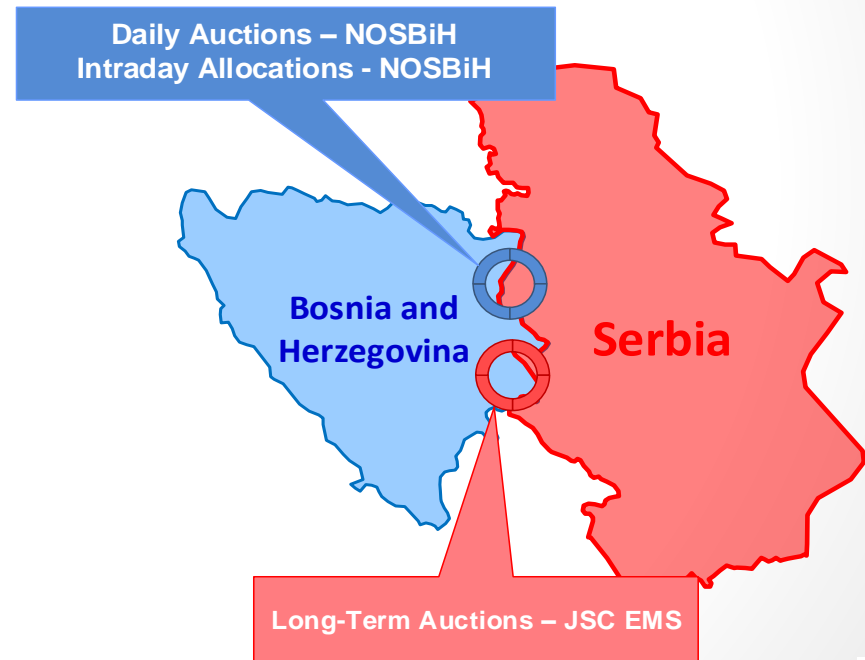 Daily Auctions – NOSBiH
Intraday Allocations - NOSBiH
Bosnia and
Herzegovina
Serbia
Long-Term Auctions – JSC EMS